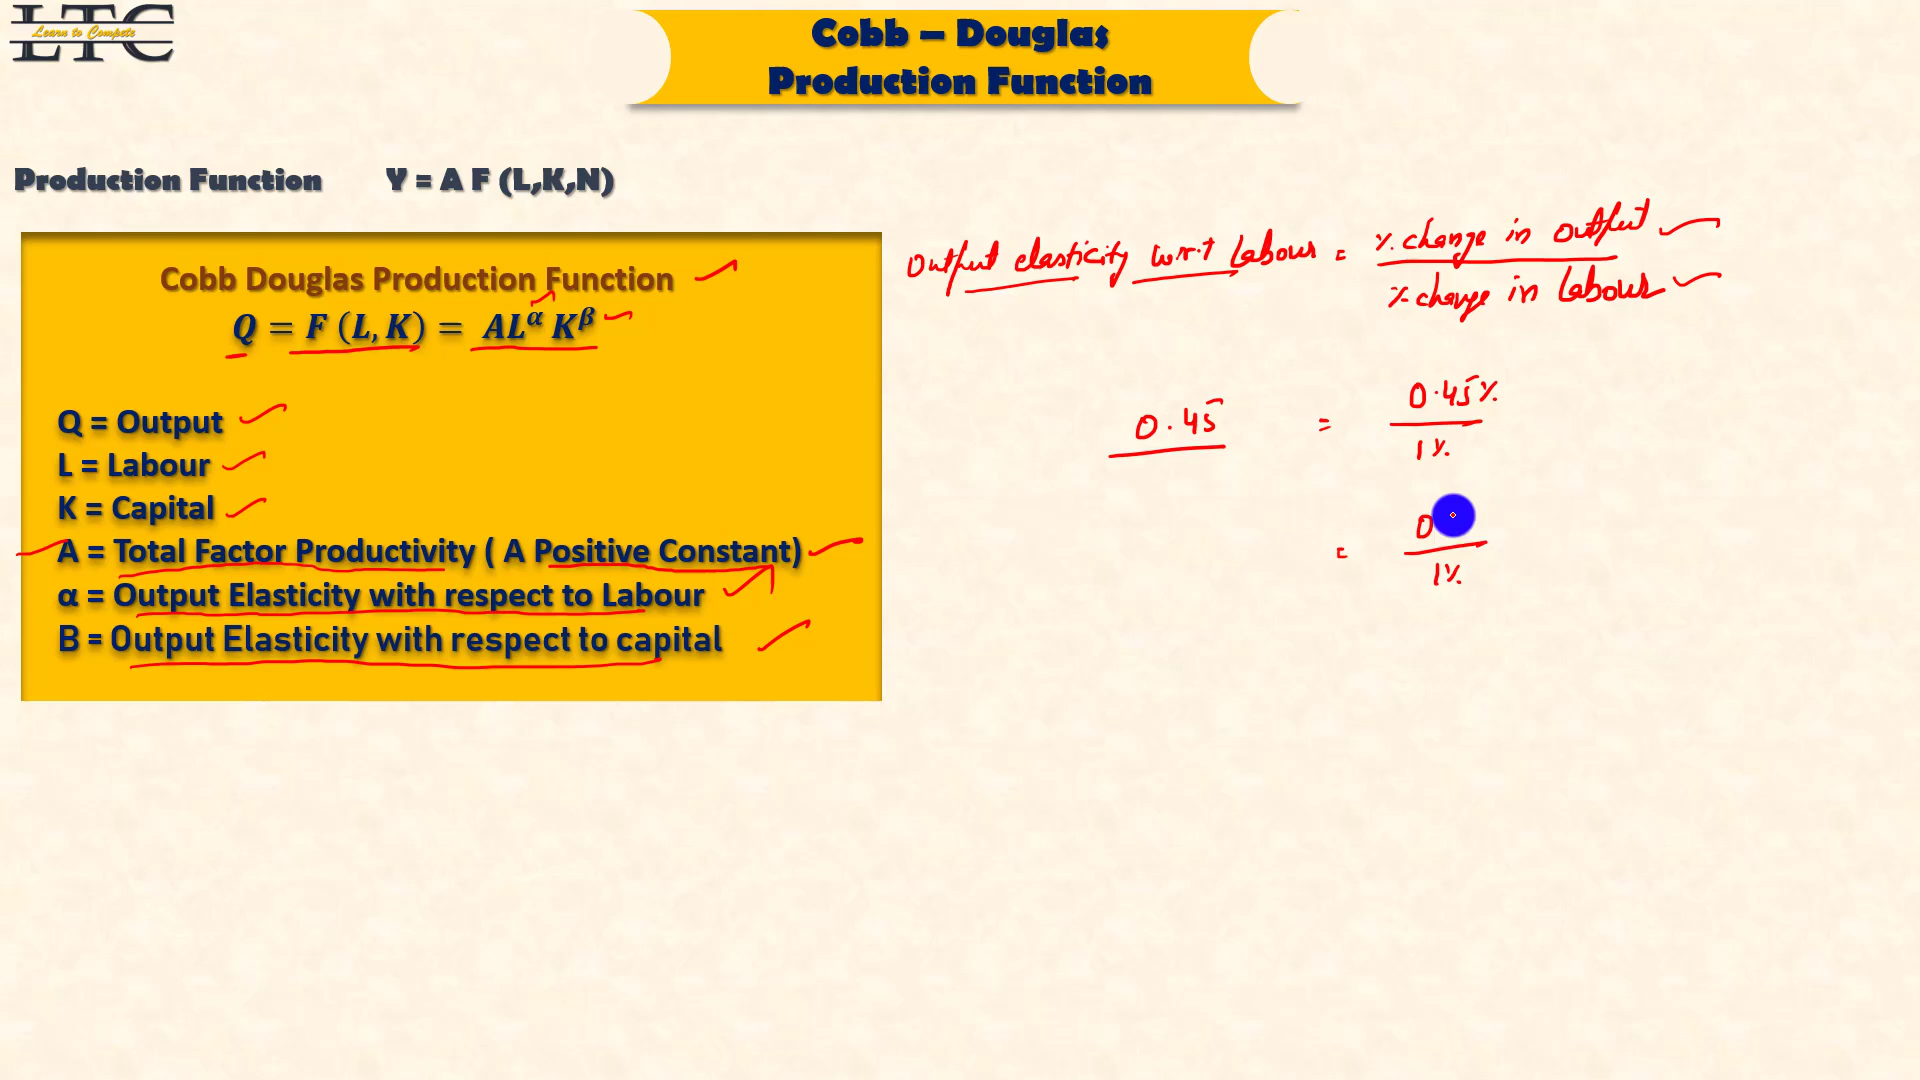 LTC
Learn to Compete
Cobb – Douglas
Production Function
Production Function Y = A F (L,K,N)
Cobb Douglas Production Function
Q = F (L, K) = AL^α K^β
Q = Output
L = Labour
K = Capital
A = Total Factor Productivity ( A Positive Constant)
α = Output Elasticity with respect to Labour
B = Output Elasticity with respect to capital
Output elasticity w.r.t Labour = % change in output
% change in Labour
0.45 = 0.45%
1%
= 0
1%